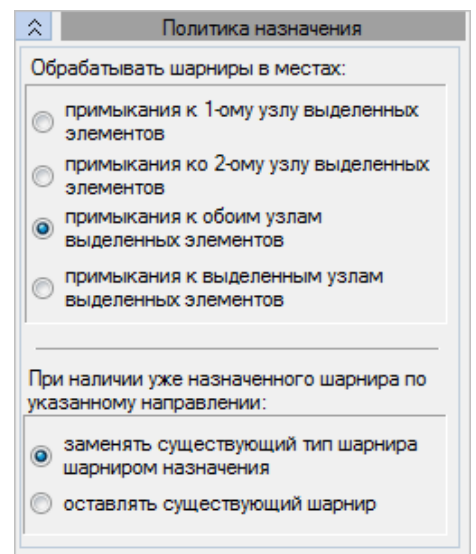 Политика назначения
Обрабатывать шарниры в местах:
примыкания к 1-ому узлу выделенных
элементов
примыкания ко 2-ому узлу выделенных
элементов
примыкания к обоим узлам
выделенных элементов
примыкания к выделенным узлам
выделенных элементов
При наличии уже назначенного шарнира по
указанному направлении:
заменять существующий тип шарнира
шарниром назначения
оставлять существующий шарнир